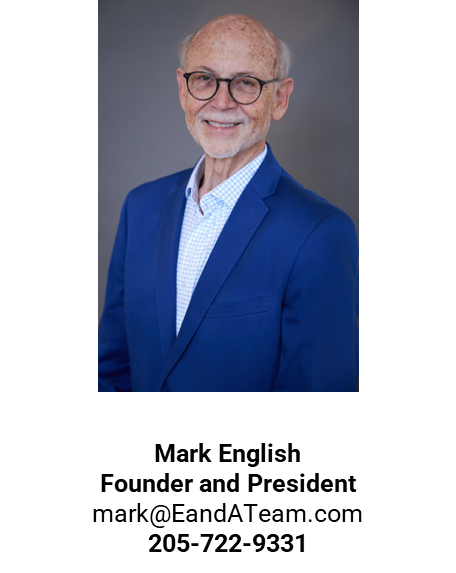 Mark English
Founder and President
mark@EandATeam.com
205-722-9331